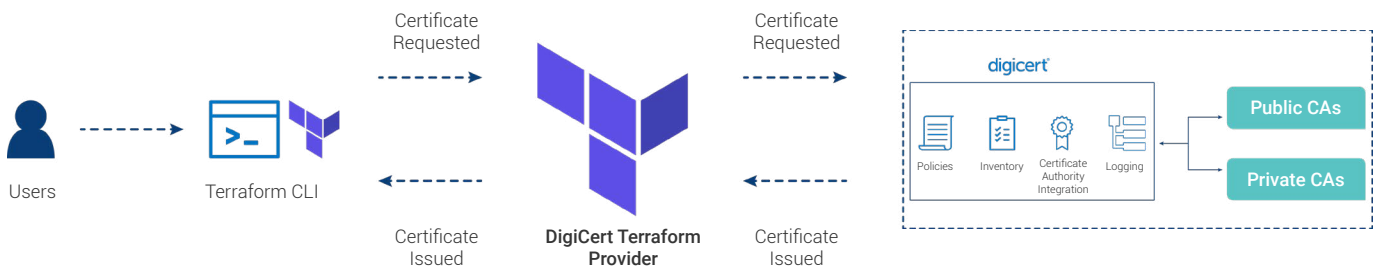 Users
Terraform CLI
Certificate
Requested
Certificate
Issued
DigiCert Terraform
Provider
Certificate
Requested
Certificate
Issued
digicert®
Policies
Inventory
Certificate
Authority
Integration
Logging
Public CAs
Private CAs